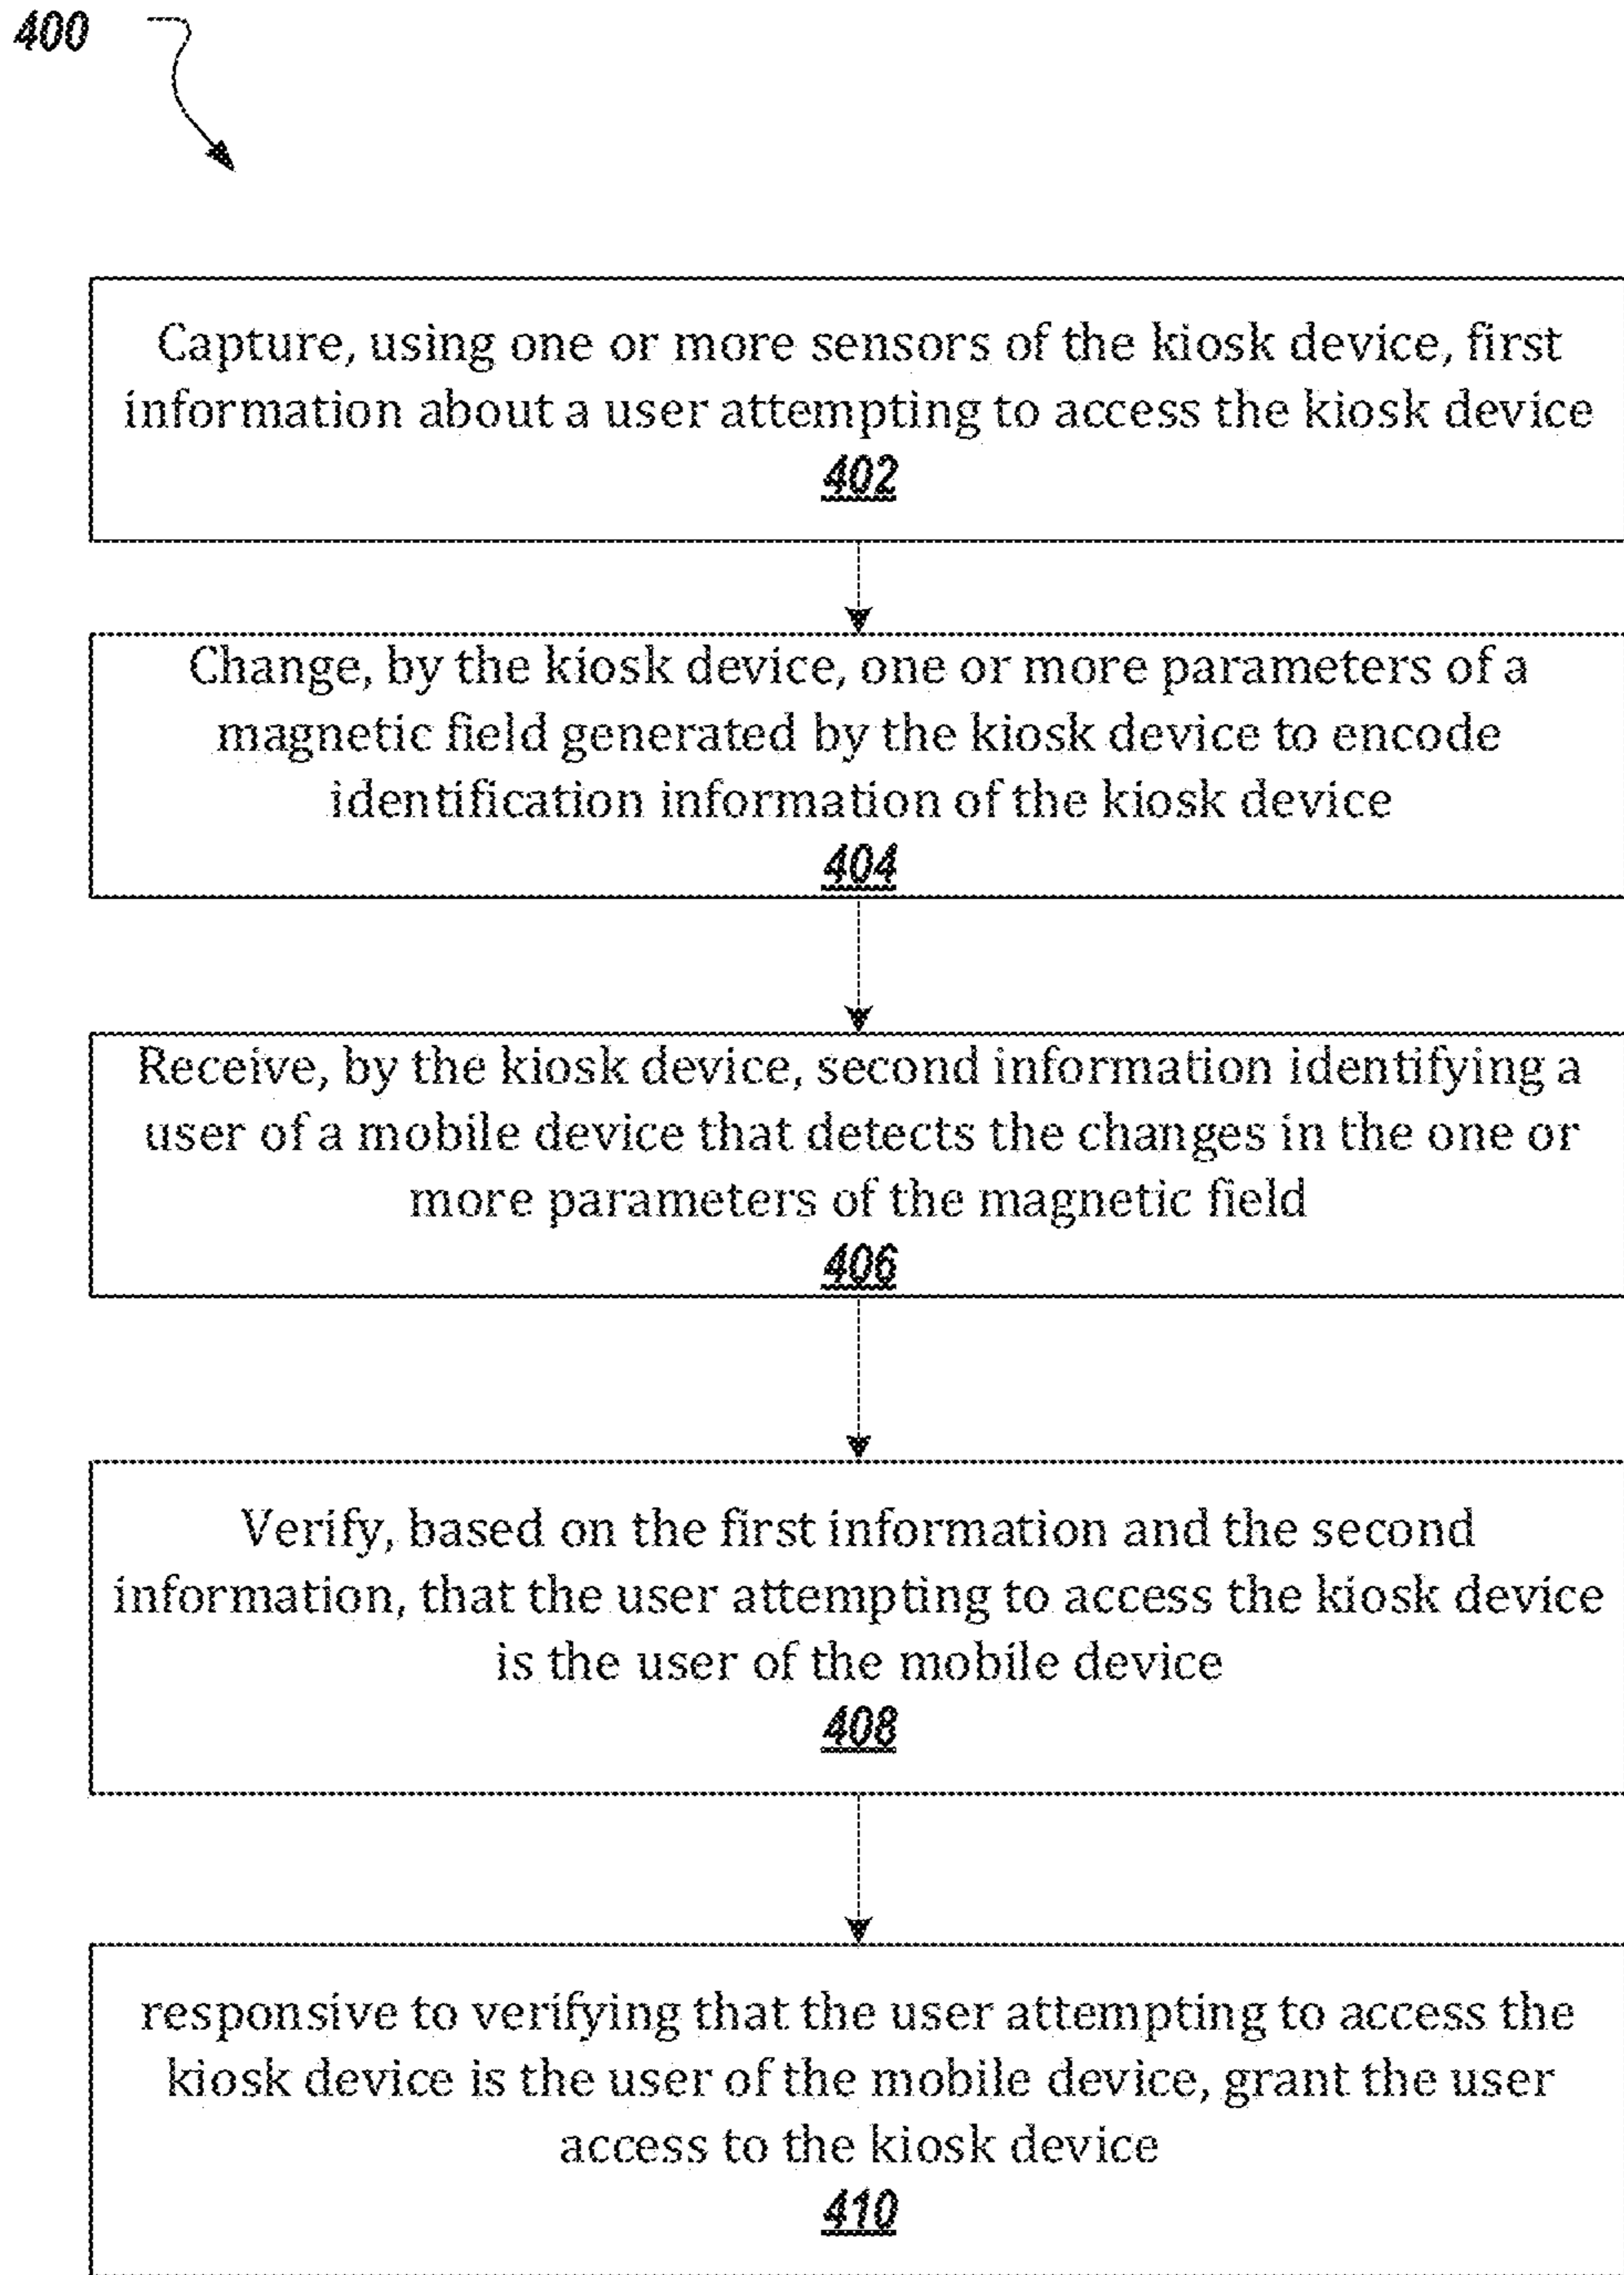 400
Capture, using one or more sensors of the kiosk device, first
information about a user attempting to access the kiosk device
402
Change, by the kiosk device, one or more parameters of a
magnetic field generated by the kiosk device to encode
identification information of the kiosk device
404
Receive, by the kiosk device, second information identifying a
user of a mobile device that detects the changes in the one or
more parameters of the magnetic field
406
Verify, based on the first information and the second
information, that the user attempting to access the kiosk device
is the user of the mobile device
408
responsive to verifying that the user attempting to access the
kiosk device is the user of the mobile device, grant the user
access to the kiosk device
410